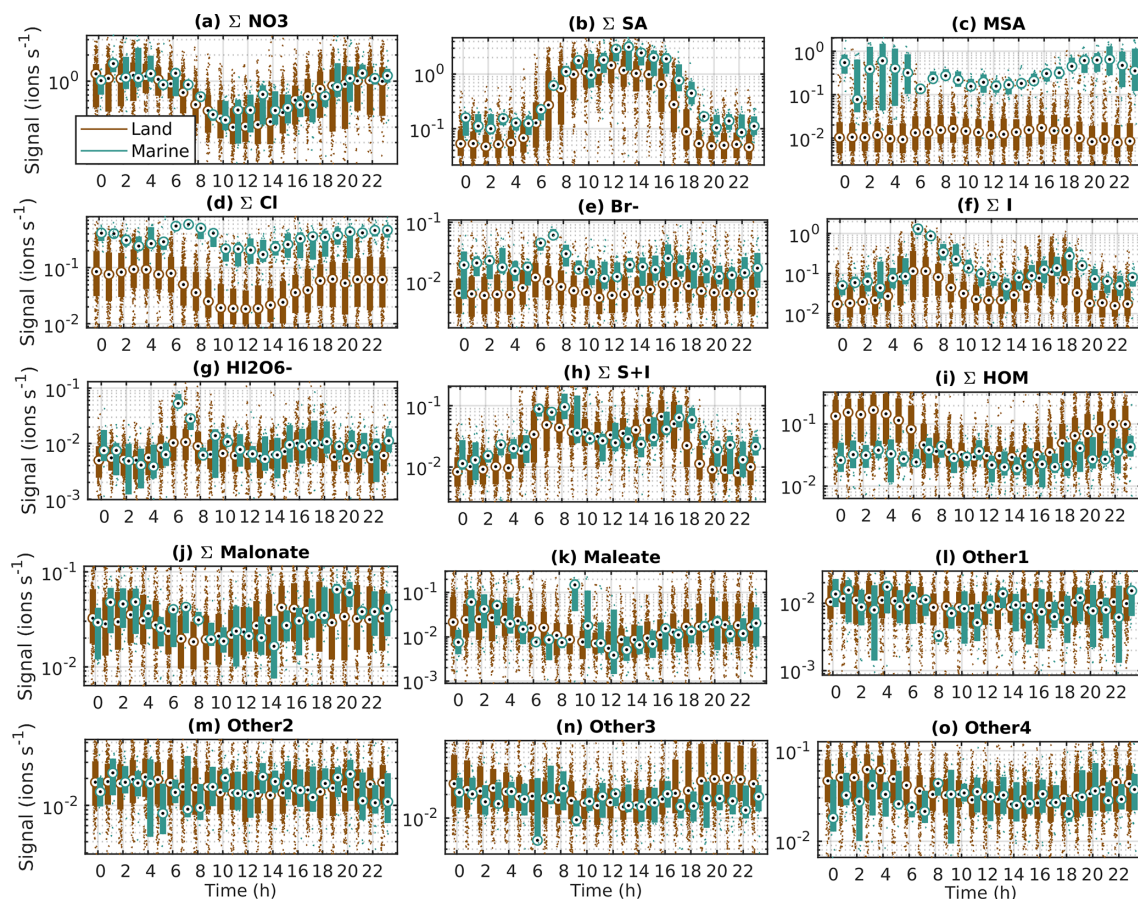 (a) Σ NO3 (b) Σ SA (c) MSA
Signal (ions s⁻¹)
10⁰
Land
Marine
10⁰
10⁻¹
10⁰
10⁻¹
10⁻²
0 2 4 6 8 10 12 14 16 18 20 22
0 2 4 6 8 10 12 14 16 18 20 22
0 2 4 6 8 10 12 14 16 18 20 22
Time (h)
(d) Σ Cl (e) Br- (f) Σ I
Signal (ions s⁻¹)
10⁻¹
10⁻²
10⁻¹
10⁻²
10⁰
10⁻¹
10⁻²
0 2 4 6 8 10 12 14 16 18 20 22
0 2 4 6 8 10 12 14 16 18 20 22
0 2 4 6 8 10 12 14 16 18 20 22
(g) HI2O6- (h) Σ S+I (i) Σ HOM
10⁻¹
10⁻²
10⁻³
10⁻¹
10⁻²
10⁻¹
10⁻²
0 2 4 6 8 10 12 14 16 18 20 22
0 2 4 6 8 10 12 14 16 18 20 22
0 2 4 6 8 10 12 14 16 18 20 22
(j) Σ Malonate (k) Maleate (l) Other1
Signal (ions s⁻¹)
10⁻¹
10⁻²
10⁻¹
10⁻²
10⁻³
10⁻²
10⁻³
0 2 4 6 8 10 12 14 16 18 20 22
0 2 4 6 8 10 12 14 16 18 20 22
0 2 4 6 8 10 12 14 16 18 20 22
(m) Other2 (n) Other3 (o) Other4
Signal (ions s⁻¹)
10⁻²
10⁻²
10⁻¹
10⁻²
0 2 4 6 8 10 12 14 16 18 20 22
0 2 4 6 8 10 12 14 16 18 20 22
0 2 4 6 8 10 12 14 16 18 20 22
Time (h) Time (h) Time (h)